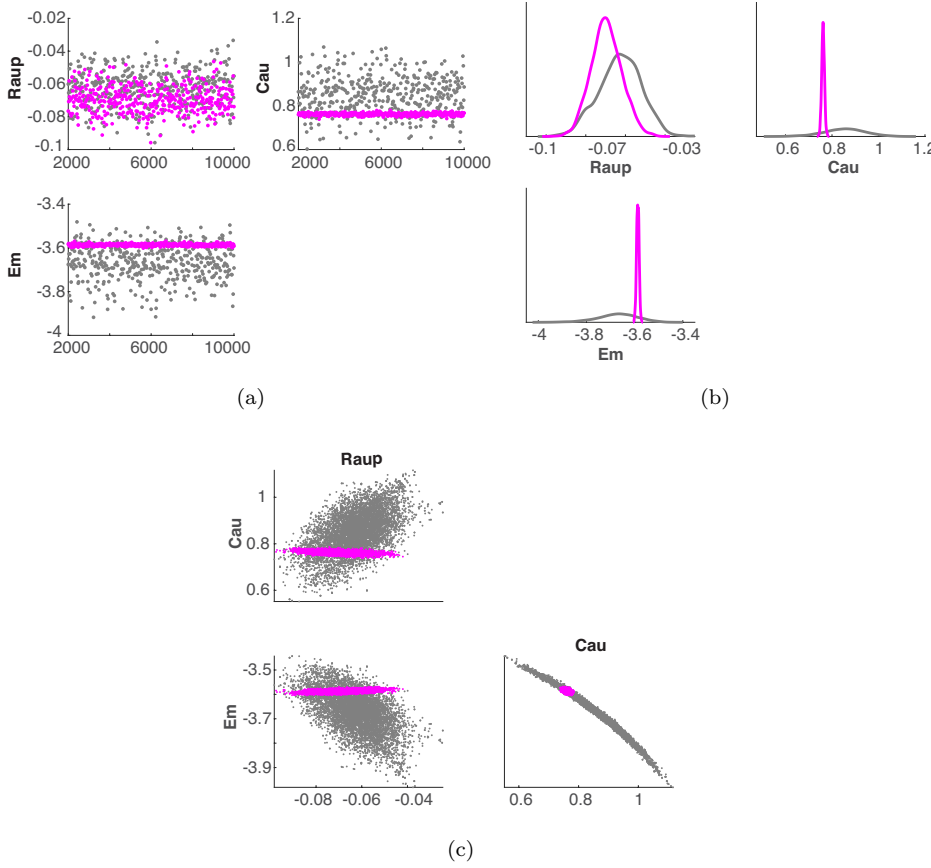 -0.02
-0.04
-0.06
-0.08
-0.1
Raup
2000 6000 10000
1.2
1
0.8
0.6
Cau
2000 6000 10000
-3.4
-3.6
-3.8
-4
Em
2000 6000 10000
(a)
-0.1 -0.07 -0.03
Raup
0.6 0.8 1 1.2
Cau
-4 -3.8 -3.6 -3.4
Em
(b)
Raup
1
0.8
0.6
Cau
Cau
-3.5
-3.7
-3.9
Em
-0.08 -0.06 -0.04
0.6 0.8 1
(c)